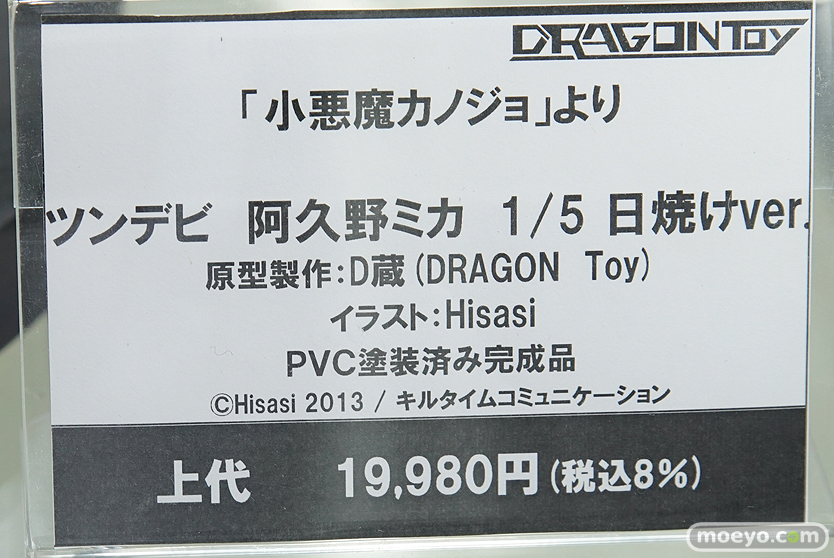 DRAGON Toy
「小悪魔カノジョ」より
ツンデビ 阿久野ミカ 1/5 日焼けver.
原型製作:D蔵(DRAGON Toy)
イラスト:Hisasi
PVC塗装済み完成品
©Hisasi 2013 / キルタイムコミュニケーション
上代 19,980円(税込8%)
moeyo.com